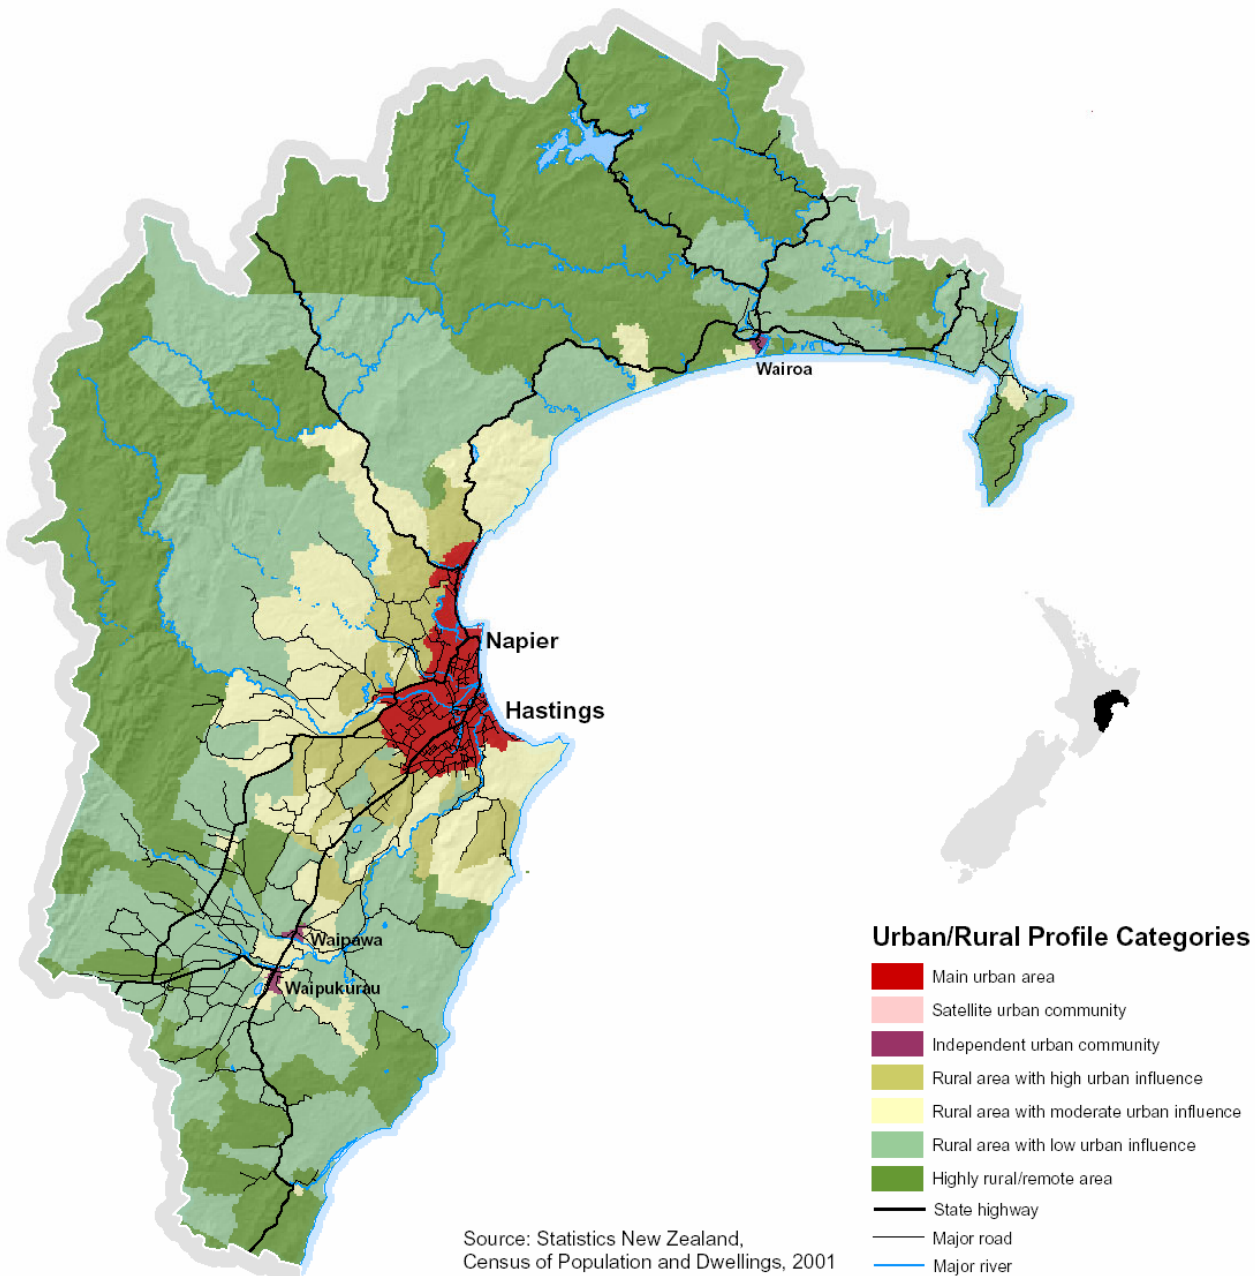 Wairoa
Napier
Hastings
Waipawa
Waipukurau
Urban/Rural Profile Categories
Main urban area
Satellite urban community
Independent urban community
Rural area with high urban influence
Rural area with moderate urban influence
Rural area with low urban influence
Highly rural/remote area
State highway
Major road
Major river
Source: Statistics New Zealand,
Census of Population and Dwellings, 2001